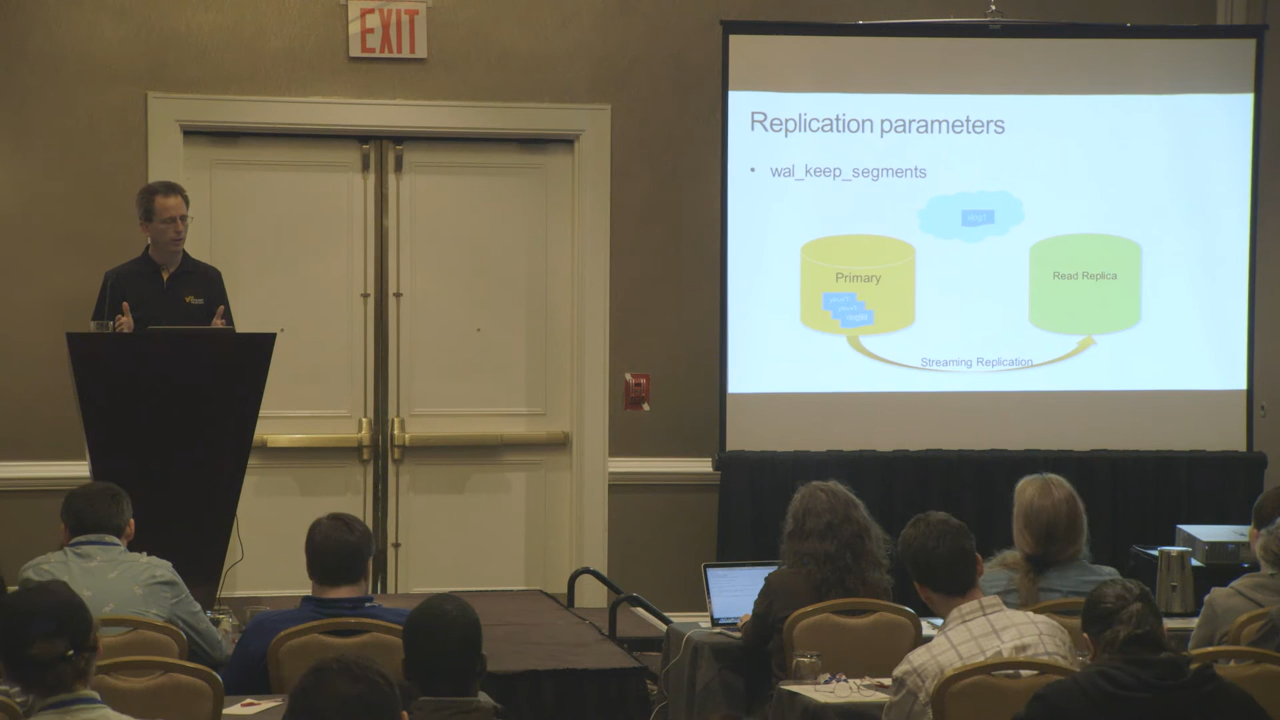 EXIT
Replication parameters
• wal_keep_segments
Primary
Read Replica
Streaming Replication